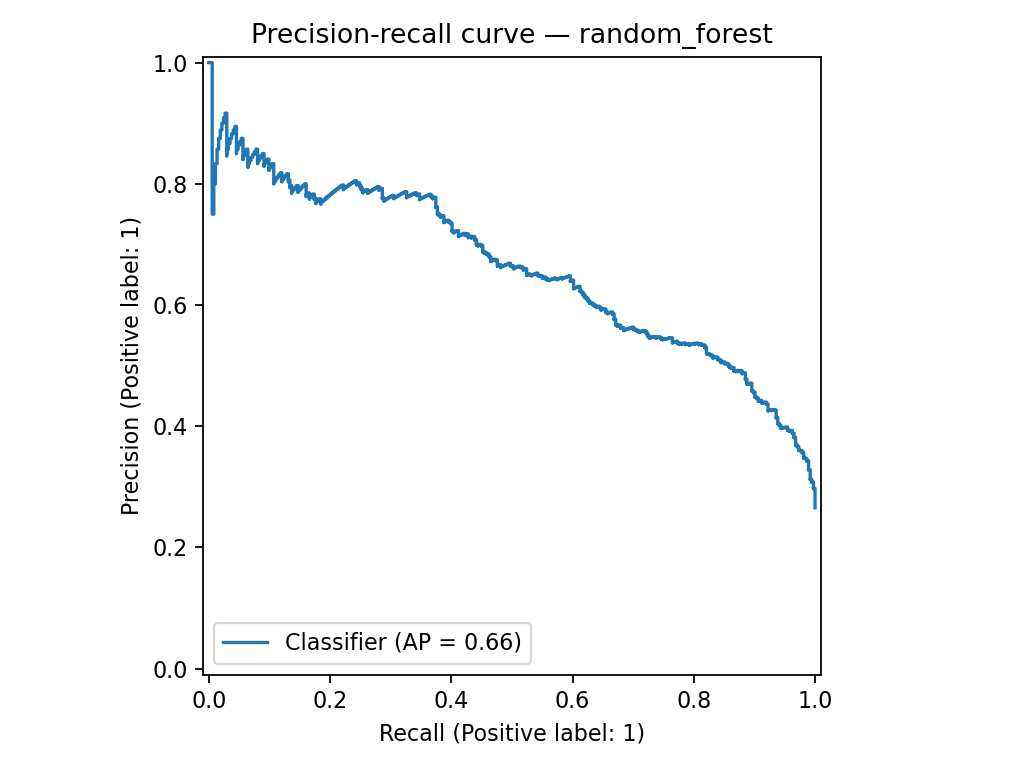 Precision-recall curve — random_forest
1.0
0.8
0.6
0.4
0.2
0.0
Precision (Positive label: 1)
Classifier (AP = 0.66)
0.0 0.2 0.4 0.6 0.8 1.0
Recall (Positive label: 1)